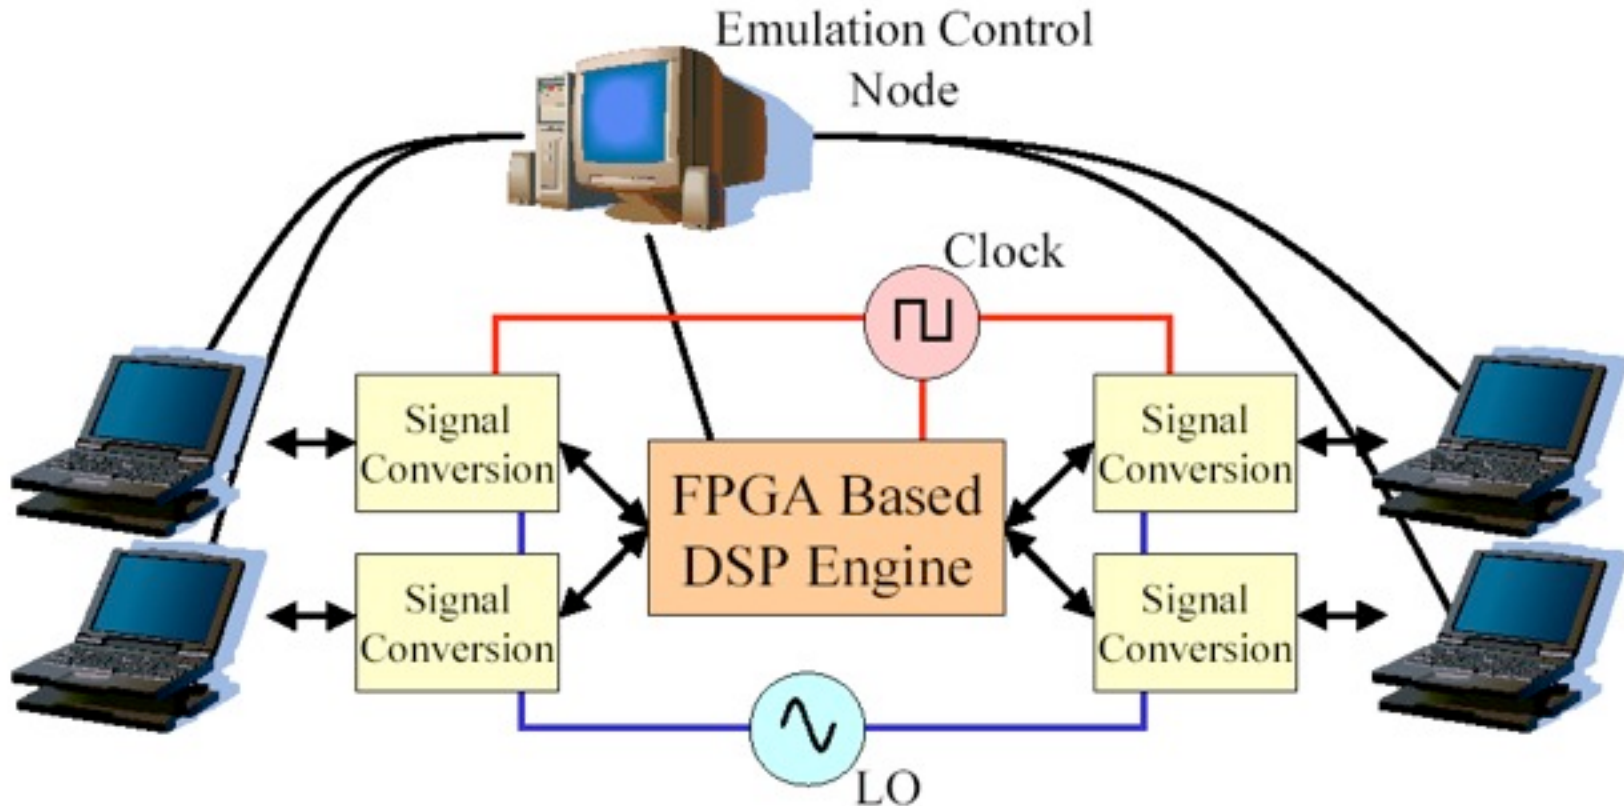 Emulation Control
Node
Clock
Signal
Conversion
Signal
Conversion
FPGA Based
DSP Engine
Signal
Conversion
Signal
Conversion
LO